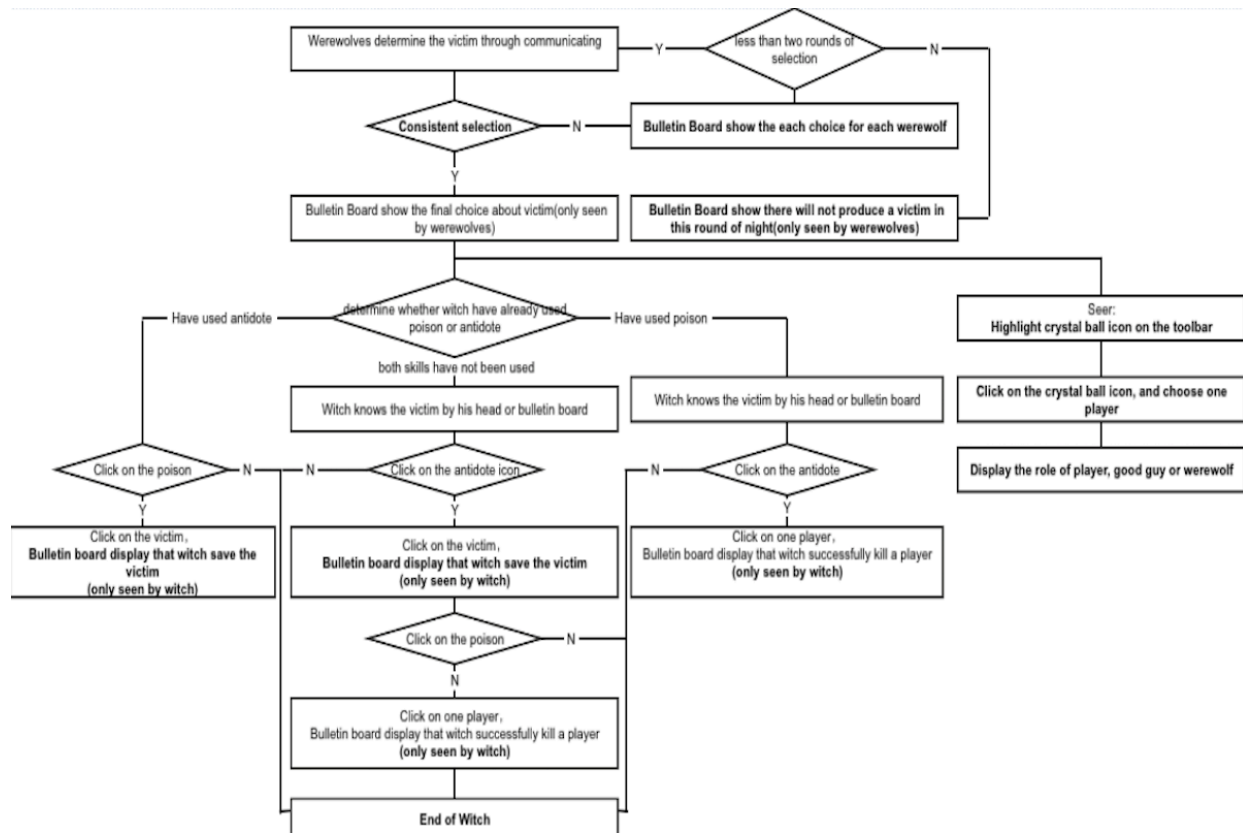 Werewolves determine the victim through communicating
Y
less than two rounds of
selection
N
Consistent selection
N
Bulletin Board show the each choice for each werewolf
Y
Bulletin Board show the final choice about victim(only seen
by werewolves)
Bulletin Board show there will not produce a victim in
this round of night(only seen by werewolves)
Have used antidote
determine whether witch have already used
poison or antidote
Have used poison
Seer:
Highlight crystal ball icon on the toolbar
both skills have not been used
Witch knows the victim by his head or bulletin board
Witch knows the victim by his head or bulletin board
Click on the crystal ball icon, and choose one
player
Click on the poison
N
N
Click on the antidote icon
N
Click on the antidote
Display the role of player, good guy or werewolf
Y
Y
Y
Click on the victim,
Bulletin board display that witch save the
victim
(only seen by witch)
Click on the victim,
Bulletin board display that witch save the victim
(only seen by witch)
Click on one player,
Bulletin board display that witch successfully kill a player
(only seen by witch)
Click on the poison
N
N
Click on one player,
Bulletin board display that witch successfully kill a player
(only seen by witch)
End of Witch